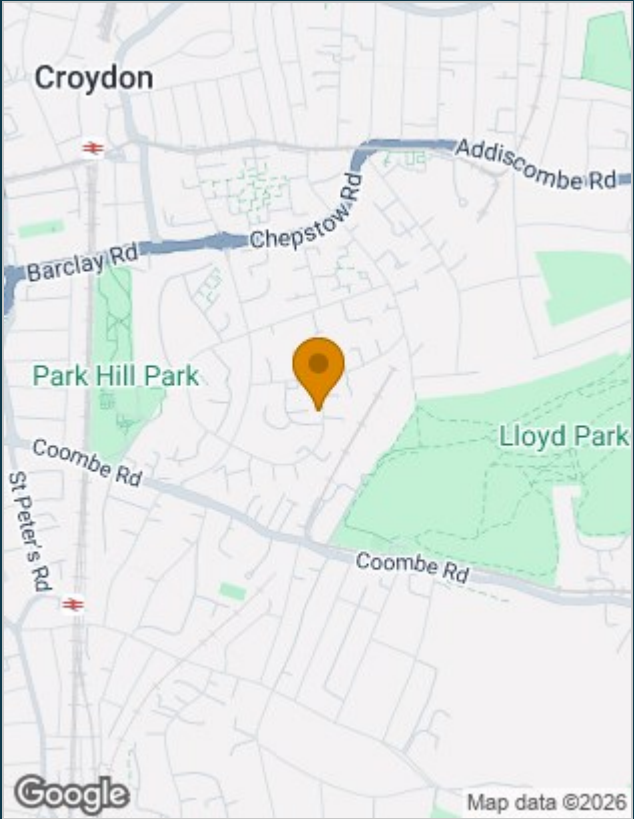 Croydon
Addiscombe Rd
Chepstow Rd
Barclay Rd
Park Hill Park
Lloyd Park
Coombe Rd
St Peter's Rd
Coombe Rd
Google
Map data ©2026